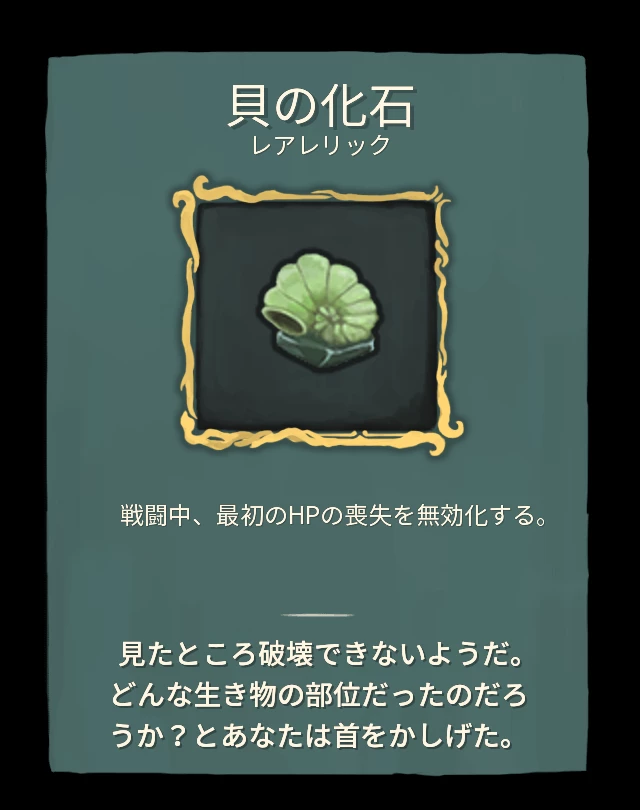 貝の化石
レアレリック
戦闘中、最初のHPの喪失を無効化する。
見たところ破壊できないようだ。
どんな生き物の部位だったのだろ
うか？とあなたは首をかしげた。